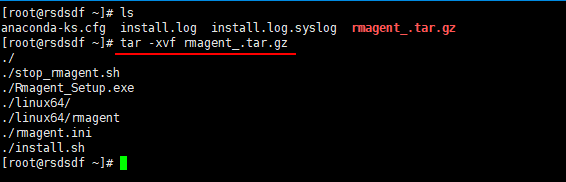 [root@rsdsdf ~]# ls
anaconda-ks.cfg install.log install.log.syslog rmagent_.tar.gz
[root@rsdsdf ~]# tar -xvf rmagent_.tar.gz
./
./stop_rmagent.sh
./Rmagent_Setup.exe
./linux64/
./linux64/rmagent
./rmagent.ini
./install.sh
[root@rsdsdf ~]#